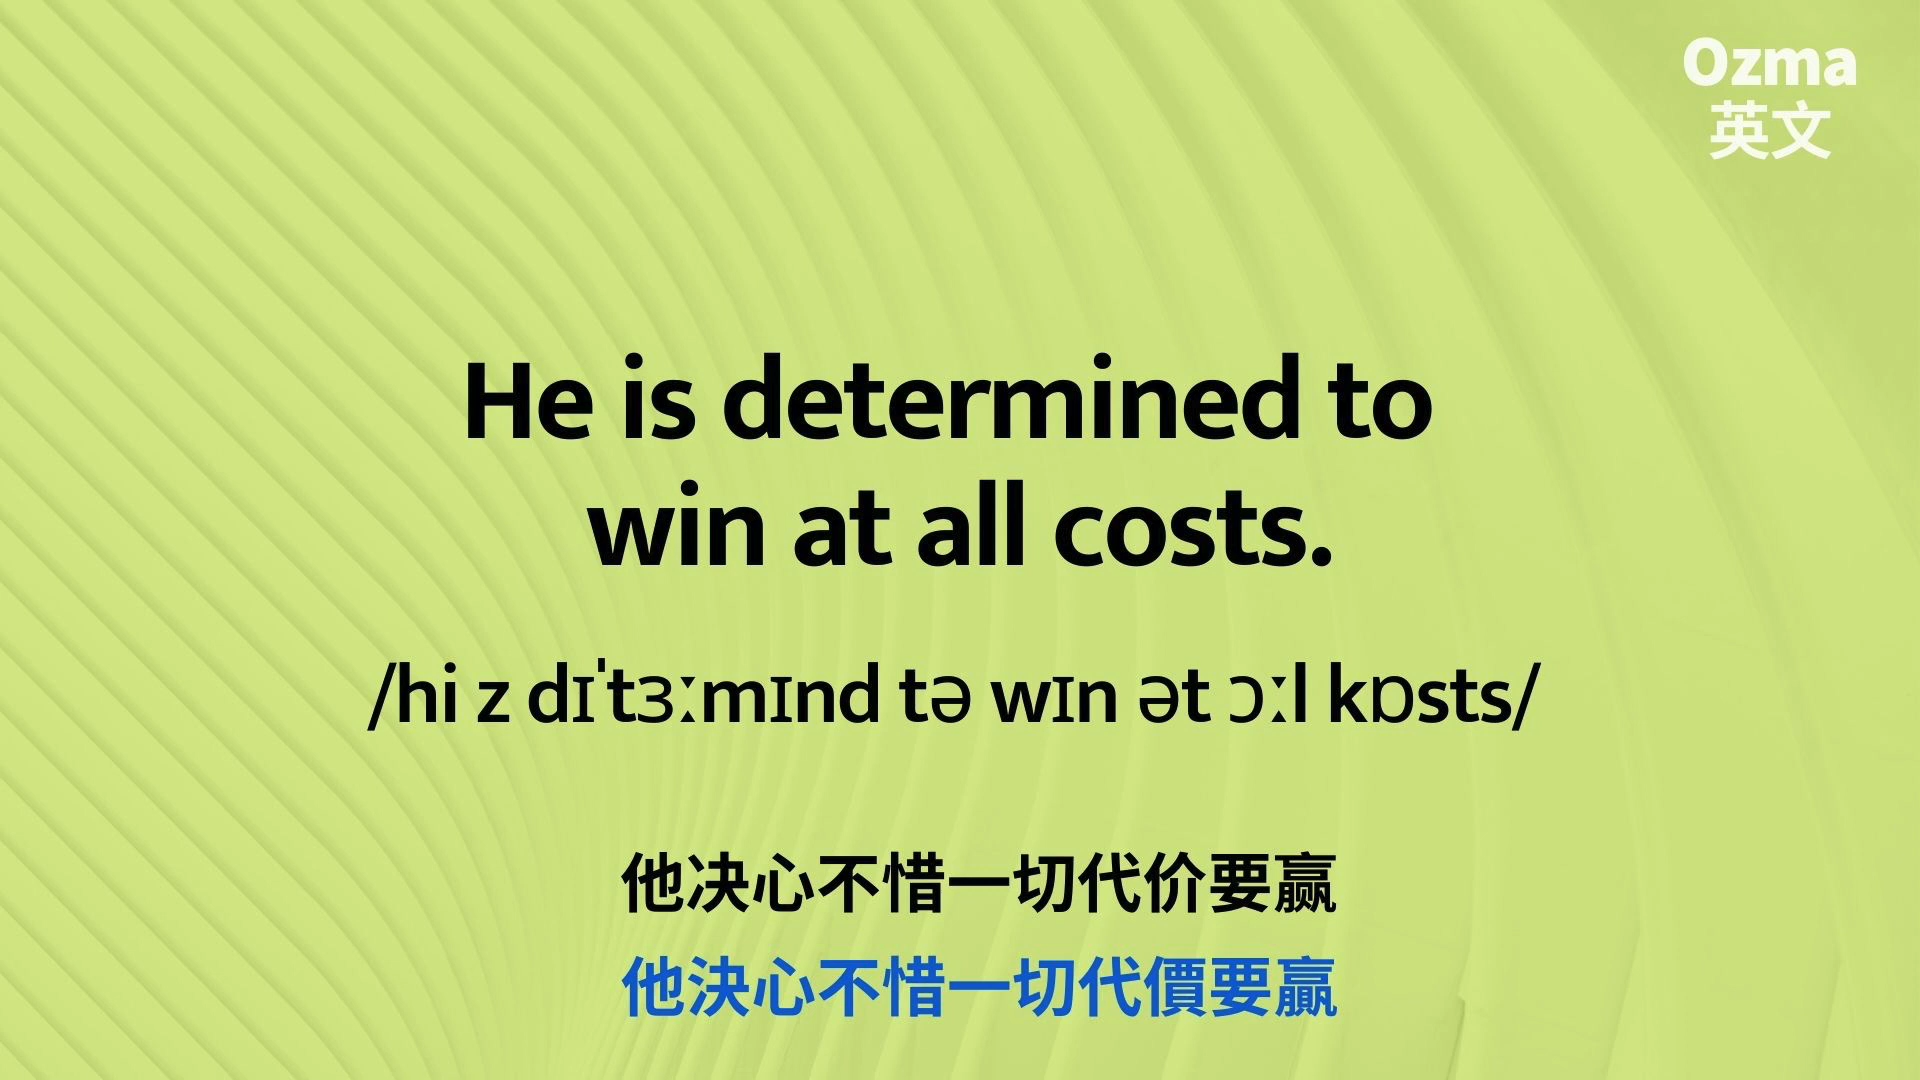 Ozma
英文
He is determined to
win at all costs.
/hi z dɪˈtɜːmɪnd tə wɪn ət ɔːl kɒsts/
他决心不惜一切代价要赢
他決心不惜一切代價要贏